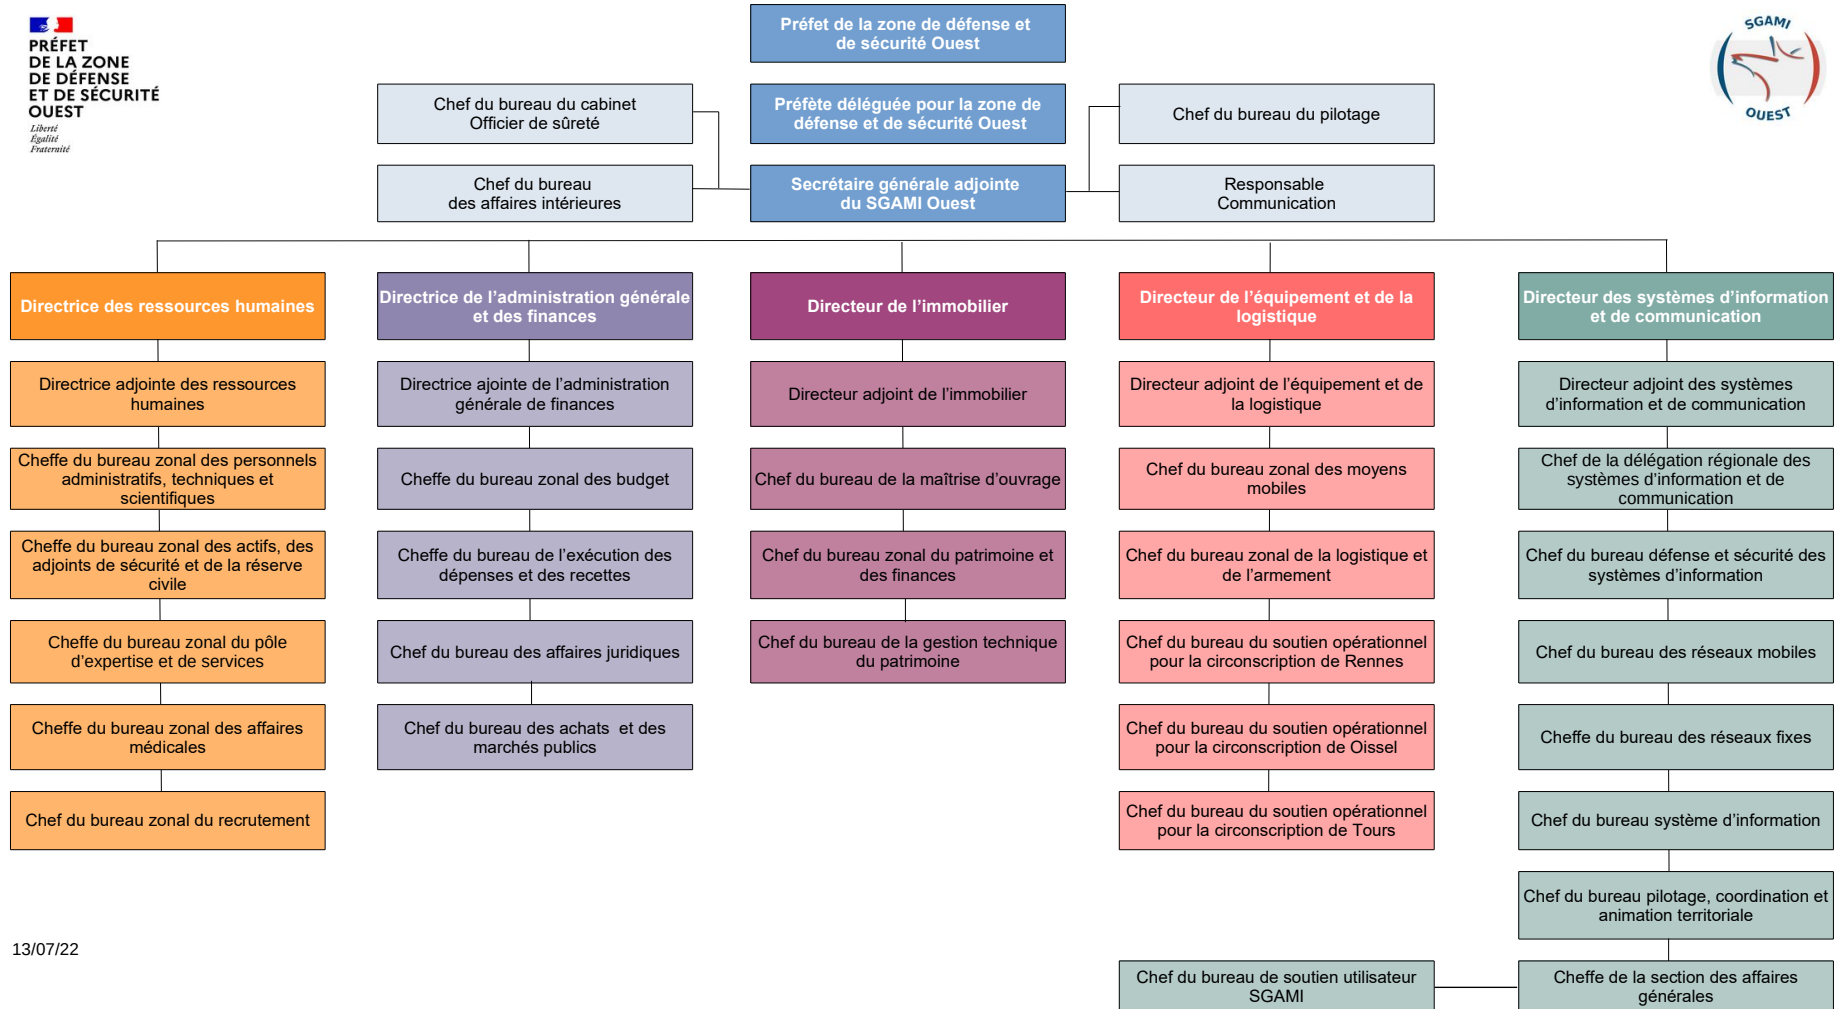 PRÉFET
DE LA ZONE
DE DÉFENSE
ET DE SÉCURITÉ
OUEST
Liberté
Égalité
Fraternité
Préfet de la zone de défense et
de sécurité Ouest
SGAMI
OUEST
Chef du bureau du cabinet
Officier de sûreté
Préfète déléguée pour la zone de
défense et de sécurité Ouest
Chef du bureau du pilotage
Chef du bureau
des affaires intérieures
Secrétaire générale adjointe
du SGAMI Ouest
Responsable
Communication
Directrice des ressources humaines
Directrice adjointe des ressources
humaines
Cheffe du bureau zonal des personnels
administratifs, techniques et
scientifiques
Cheffe du bureau zonal des actifs, des
adjoints de sécurité et de la réserve
civile
Cheffe du bureau zonal du pôle
d'expertise et de services
Cheffe du bureau zonal des affaires
médicales
Chef du bureau zonal du recrutement
Directrice de l'administration générale
et des finances
Directrice ajointe de l'administration
générale de finances
Cheffe du bureau zonal des budget
Cheffe du bureau de l'exécution des
dépenses et des recettes
Chef du bureau des affaires juridiques
Chef du bureau des achats  et des
marchés publics
Directeur de l'immobilier
Directeur adjoint de l'immobilier
Chef du bureau de la maîtrise d'ouvrage
Chef du bureau zonal du patrimoine et
des finances
Chef du bureau de la gestion technique
du patrimoine
Directeur de l'équipement et de la
logistique
Directeur adjoint de l'équipement et de
la logistique
Chef du bureau zonal des moyens
mobiles
Chef du bureau zonal de la logistique et
de l'armement
Chef du bureau du soutien opérationnel
pour la circonscription de Rennes
Chef du bureau du soutien opérationnel
pour la circonscription de Oissel
Chef du bureau du soutien opérationnel
pour la circonscription de Tours
Directeur des systèmes d'information
et de communication
Directeur adjoint des systèmes
d'information et de communication
Chef de la délégation régionale des
systèmes d'information et de
communication
Chef du bureau défense et sécurité des
systèmes d'information
Chef du bureau des réseaux mobiles
Cheffe du bureau des réseaux fixes
Chef du bureau système d'information
Chef du bureau pilotage, coordination et
animation territoriale
Cheffe de la section des affaires
générales
Chef du bureau de soutien utilisateur
SGAMI
13/07/22